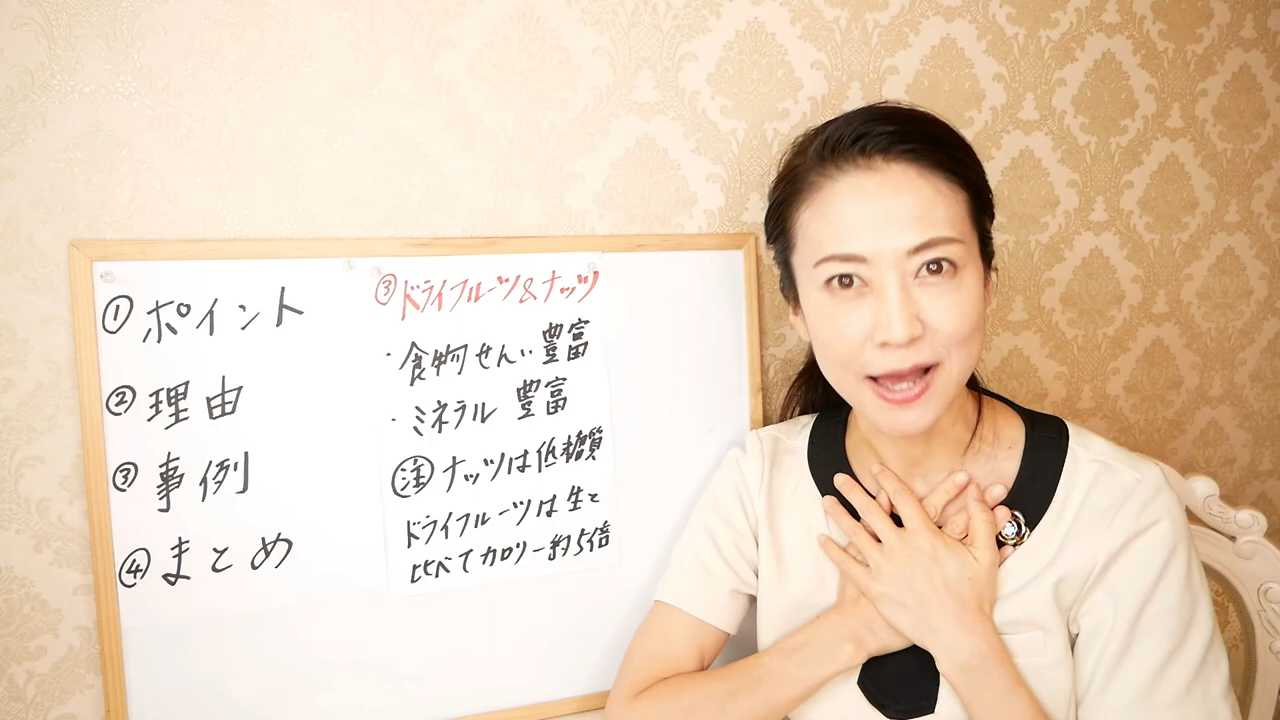 ① ポイント
② 理由
③ 事例
④ まとめ
③ ドライフルーツ&ナッツ
・食物せんい豊富
・ミネラル 豊富
注 ナッツは低糖質
ドライフルーツは生と
比べてカロリー約5倍